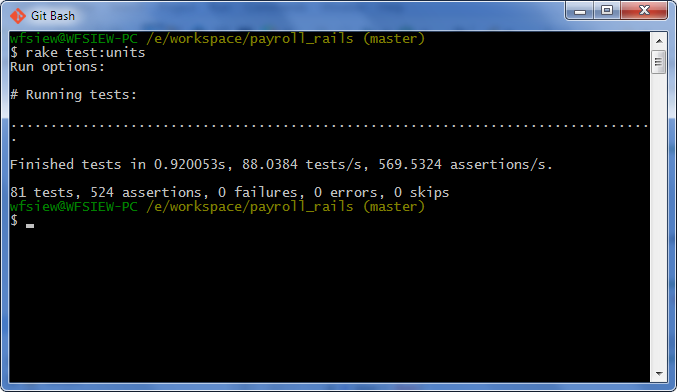 Git Bash
wfsiew@WFSIEW-PC /e/workspace/payroll_rails (master)
$ rake test:units
Run options:
# Running tests:
................................................................................
.
Finished tests in 0.920053s, 88.0384 tests/s, 569.5324 assertions/s.
81 tests, 524 assertions, 0 failures, 0 errors, 0 skips
wfsiew@WFSIEW-PC /e/workspace/payroll_rails (master)
$